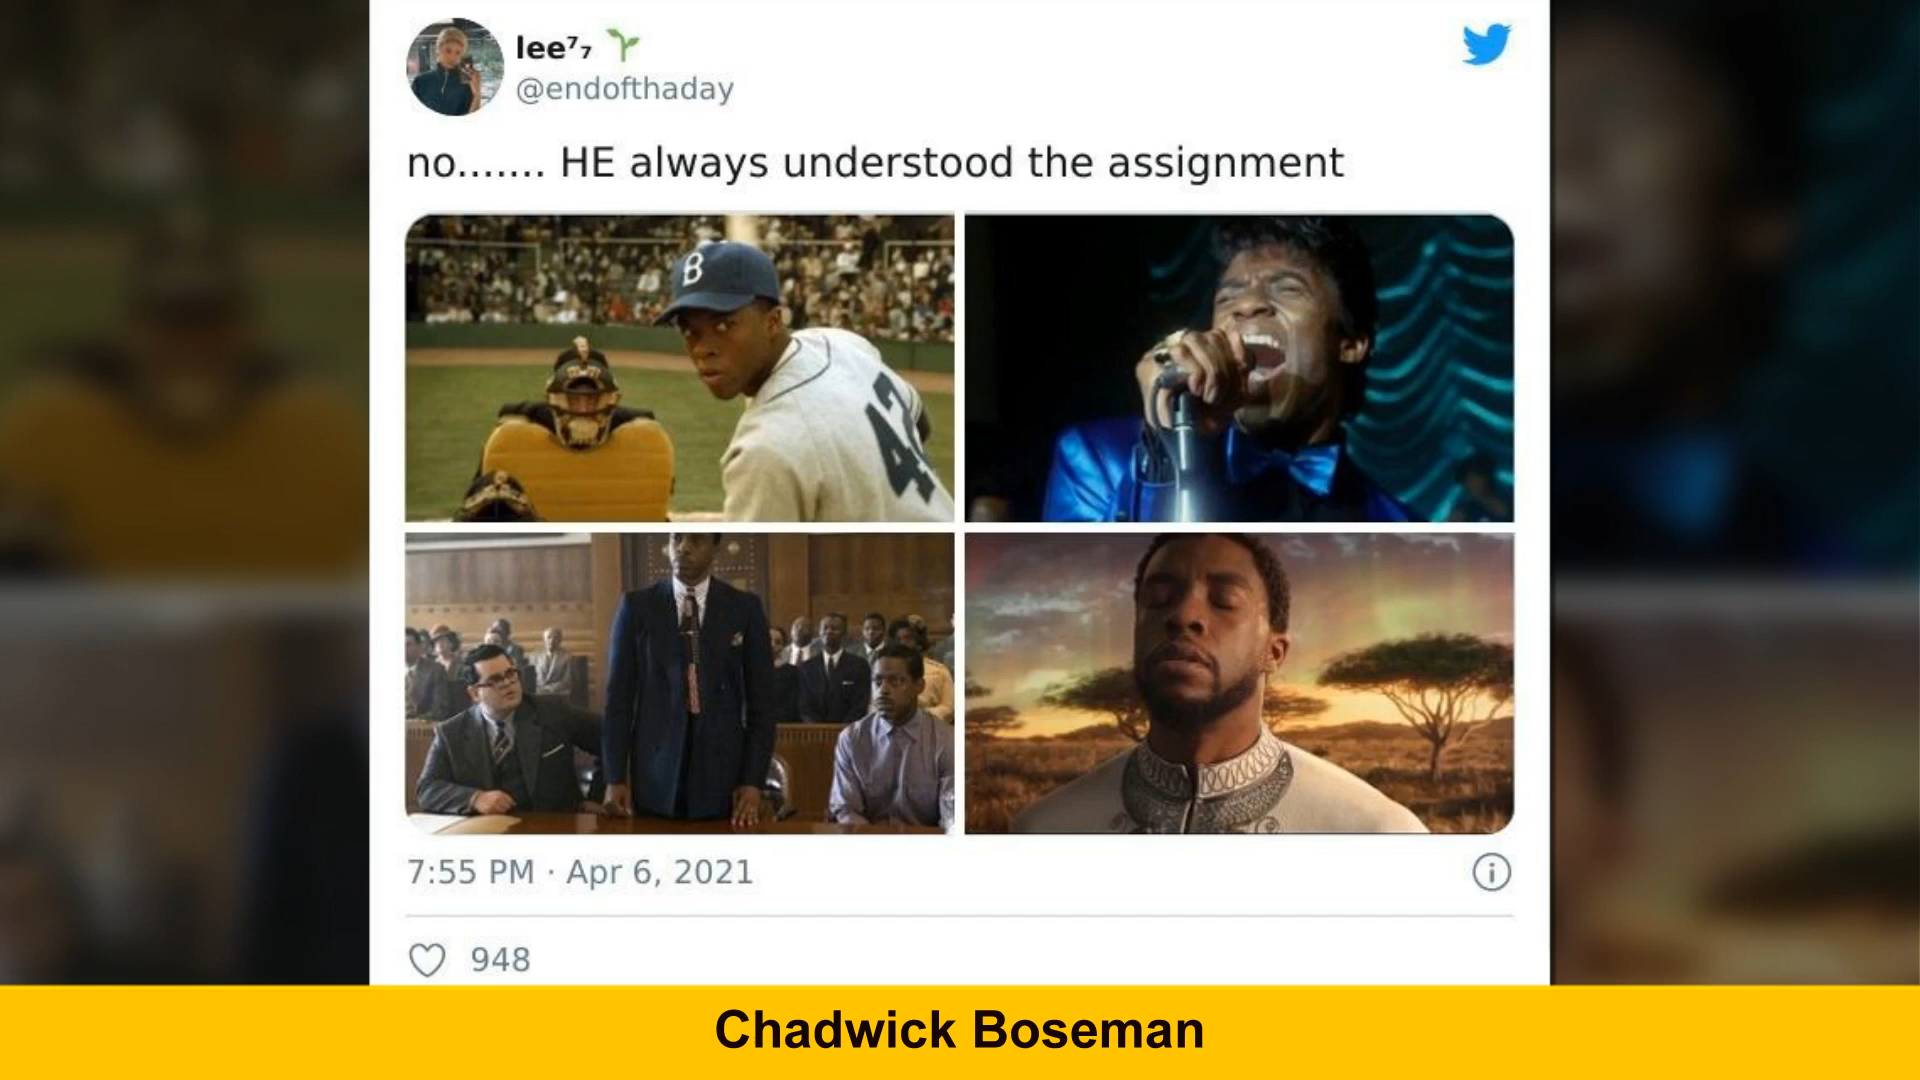 lee⁷₇ 🌱
@endofthaday
no....... HE always understood the assignment
B
42
7:55 PM · Apr 6, 2021
948
Chadwick Boseman